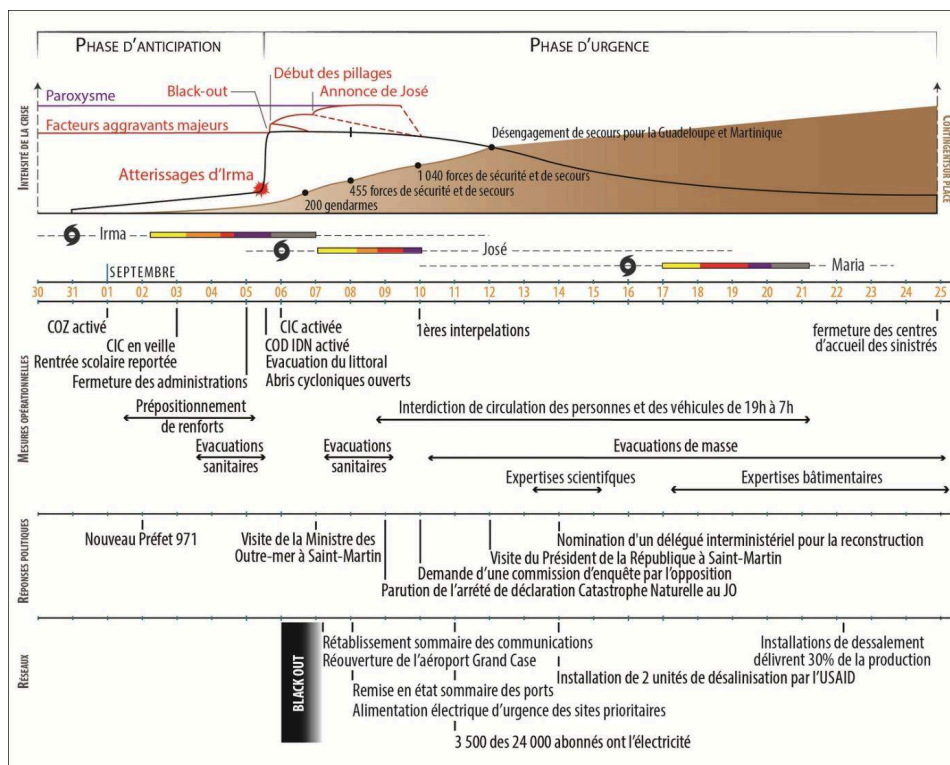 PHASE D'ANTICIPATION
PHASE D'URGENCE
Début des pillages
Black-out
Annonce de José
Paroxysme
Facteurs aggravants majeurs
Désengagement de secours pour la Guadeloupe et Martinique
Atterissages d'Irma
1 040 forces de sécurité et de secours
455 forces de sécurité et de secours
200 gendarmes
INTENSITÉ DE LA CRISE
CONTINGENT SUR PLACE
Irma
José
Maria
SEPTEMBRE
30 31 01 02 03 04 05 06 07 08 09 10 11 12 13 14 15 16 17 18 19 20 21 22 23 24 25
MESURES OPÉRATIONNELLES
COZ activé
CIC en veille
Rentrée scolaire reportée
Fermeture des administrations
CIC activée
COD IDN activé
Evacuation du littoral
Abris cycloniques ouverts
1ères interpelations
fermeture des centres
d'accueil des sinistrés
Prépositionnement
de renforts
Interdiction de circulation des personnes et des véhicules de 19h à 7h
Evacuations
sanitaires
Evacuations
sanitaires
Evacuations de masse
Expertises scientifques
Expertises bâtimentaires
RÉPONSES POLITIQUES
Nouveau Préfet 971
Visite de la Ministre des
Outre-mer à Saint-Martin
Nomination d'un délégué interministériel pour la reconstruction
Visite du Président de la République à Saint-Martin
Demande d'une commission d'enquête par l'opposition
Parution de l'arrété de déclaration Catastrophe Naturelle au JO
RÉSEAUX
BLACK OUT
Rétablissement sommaire des communications
Réouverture de l'aéroport Grand Case
Installation de 2 unités de désalinisation par l'USAID
Remise en état sommaire des ports
Alimentation électrique d'urgence des sites prioritaires
3 500 des 24 000 abonnés ont l'électricité
Installations de dessalement
délivrent 30% de la production